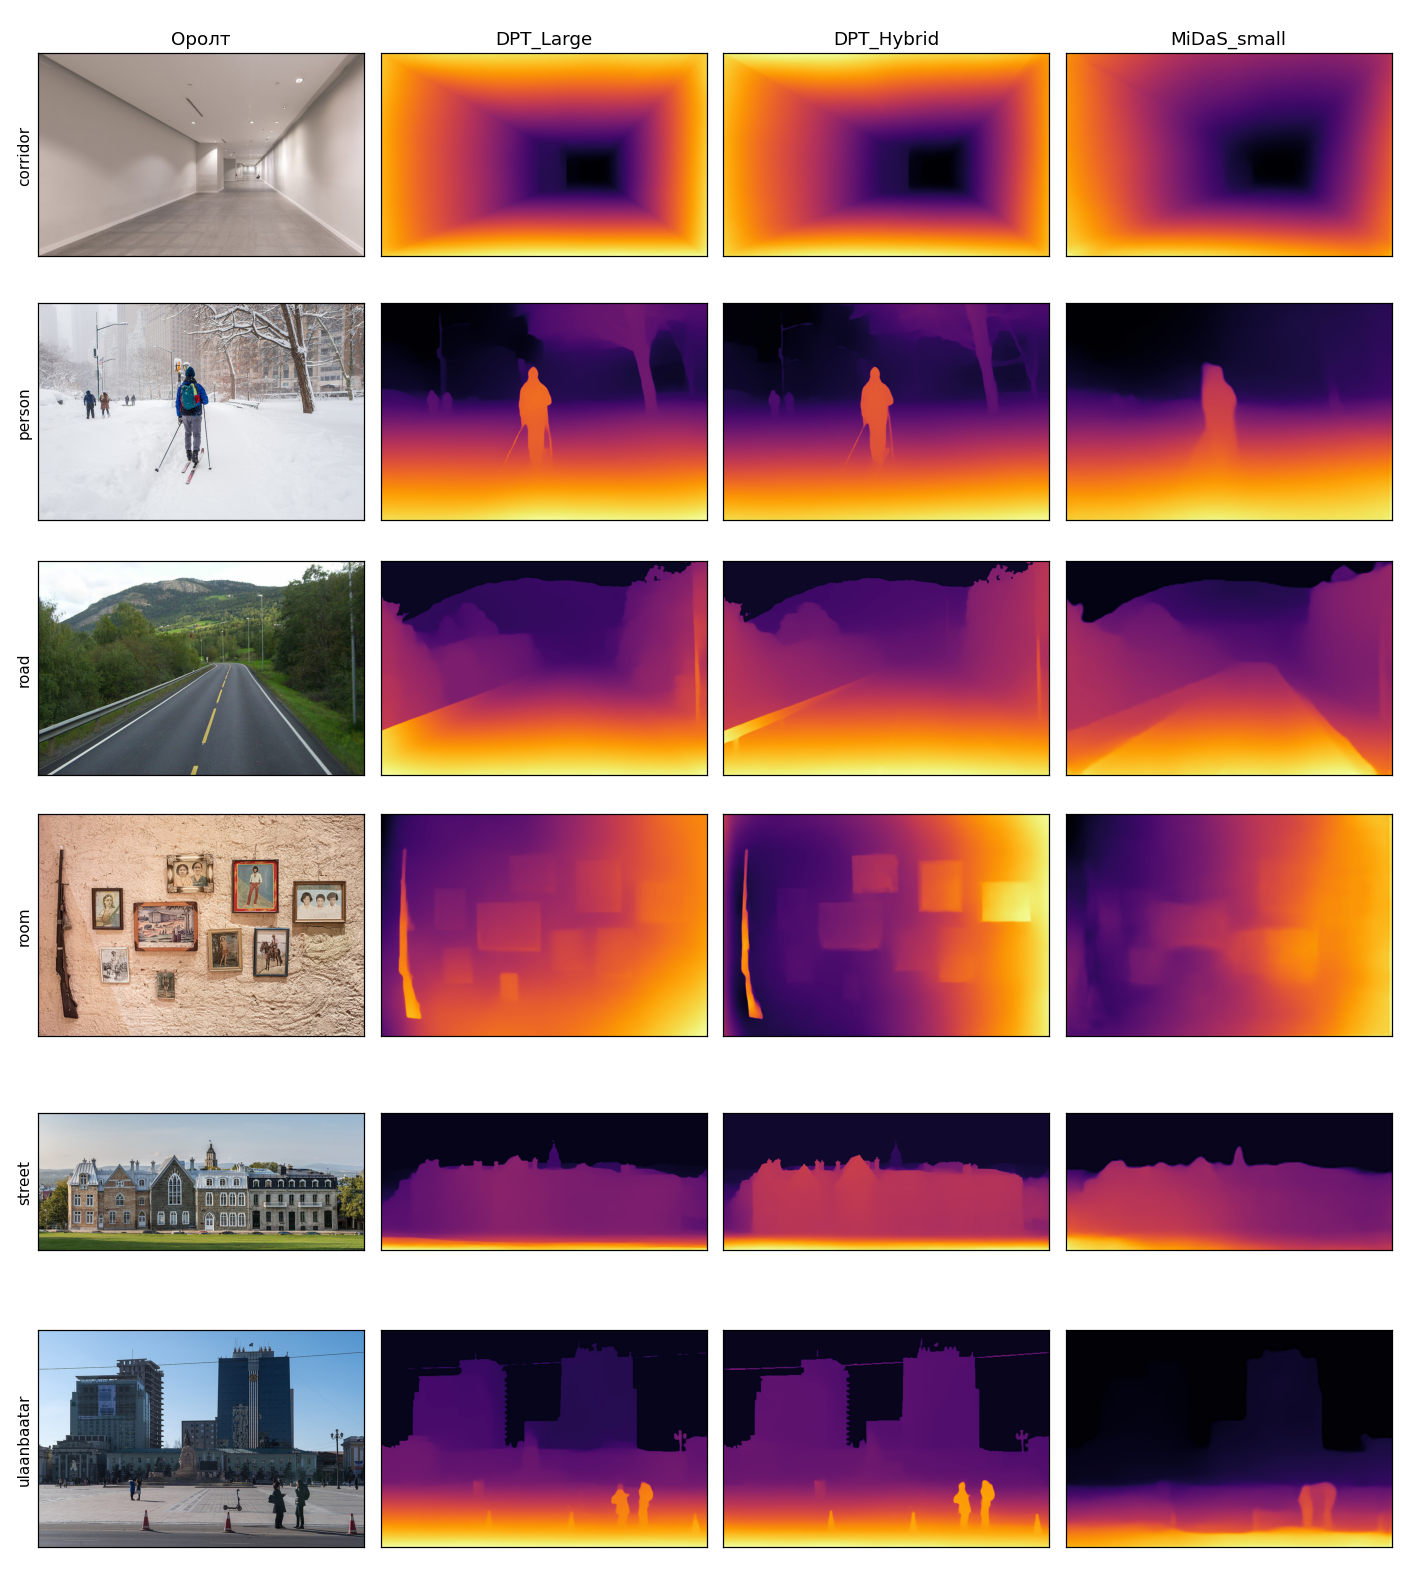 Оролт DPT_Large DPT_Hybrid MiDaS_small
corridor
person
road
room
street
ulaanbaatar